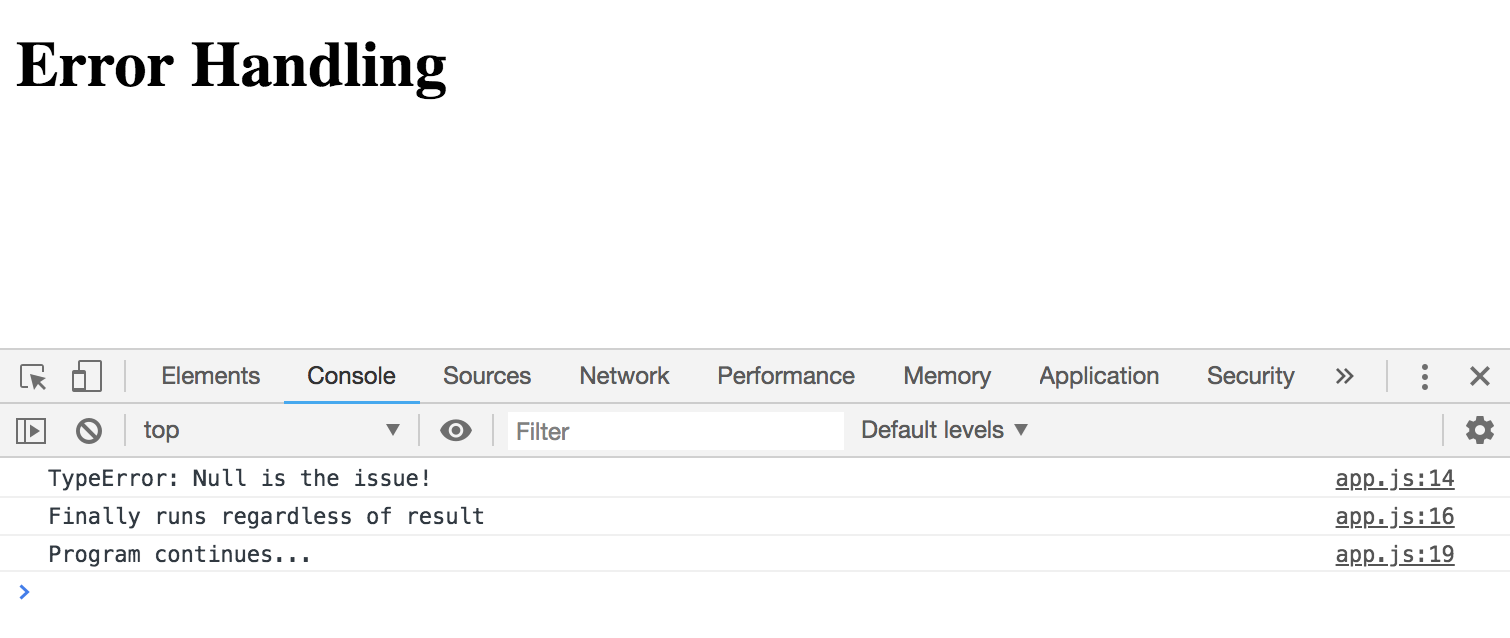 Error Handling
Elements Console Sources Network Performance Memory Application Security »
top ▼ Filter Default levels ▼
TypeError: Null is the issue! app.js:14
Finally runs regardless of result app.js:16
Program continues... app.js:19
>